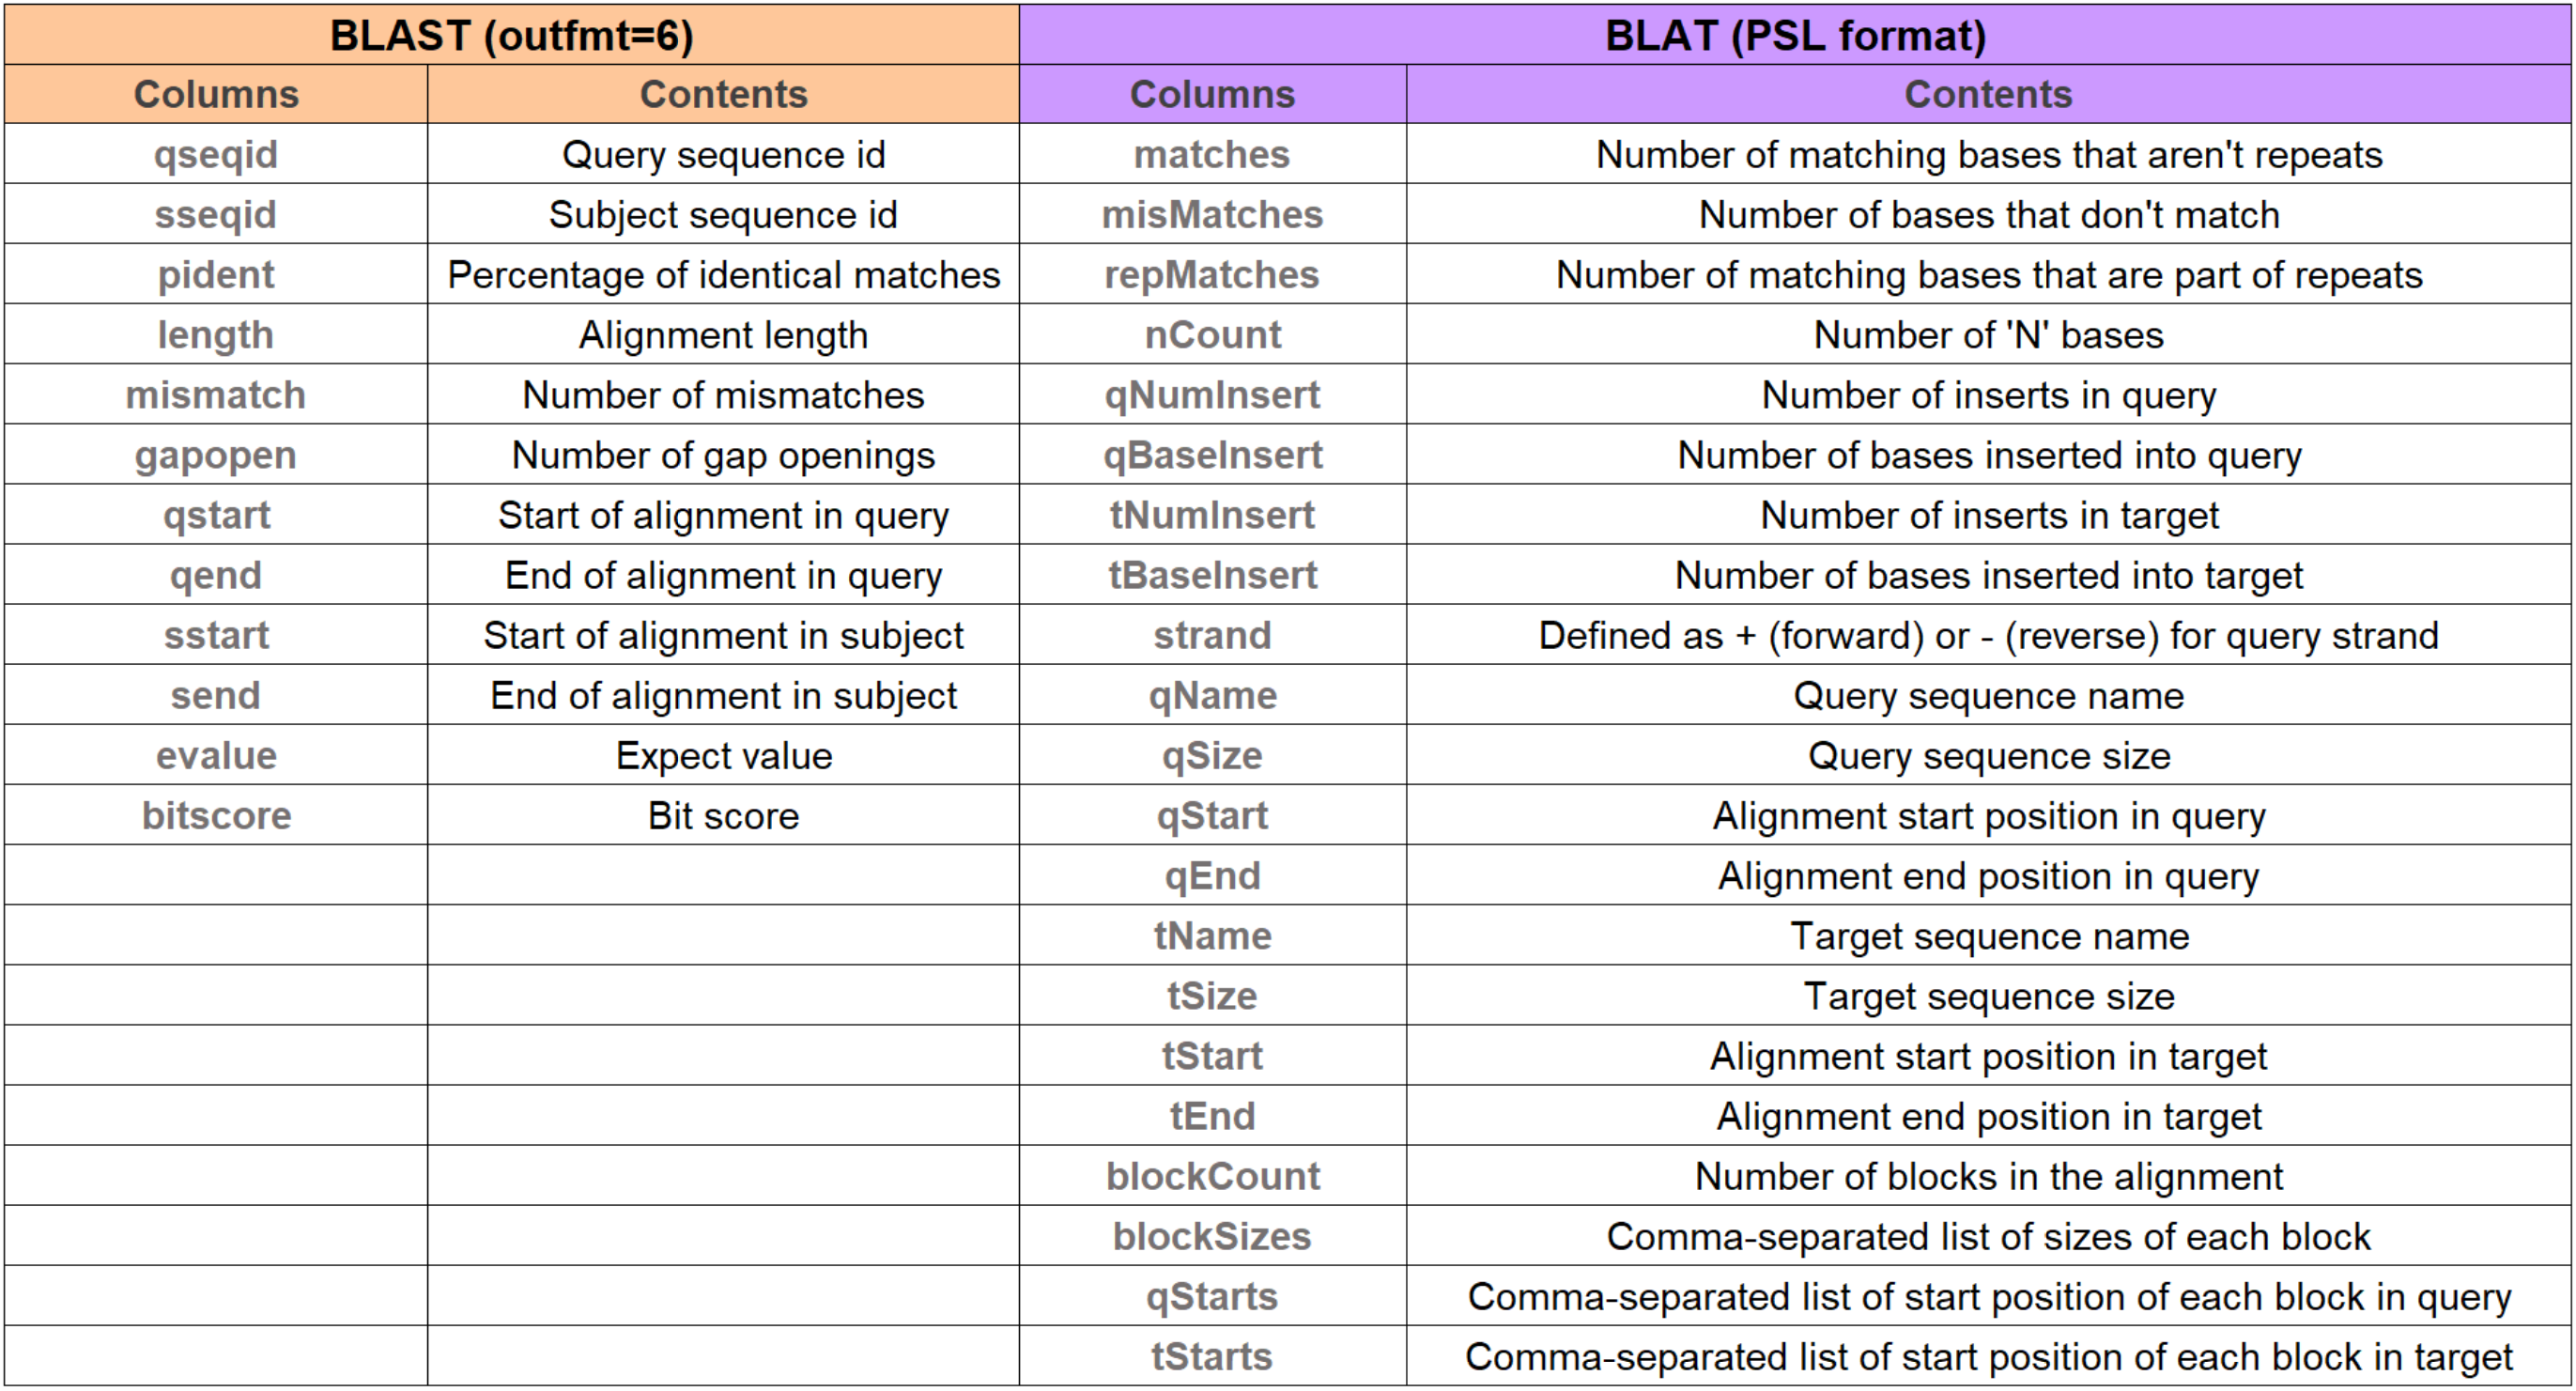 BLAST (outfmt=6) BLAT (PSL format)
Columns Contents Columns Contents
qseqid Query sequence id matches Number of matching bases that aren't repeats
sseqid Subject sequence id misMatches Number of bases that don't match
pident Percentage of identical matches repMatches Number of matching bases that are part of repeats
length Alignment length nCount Number of 'N' bases
mismatch Number of mismatches qNumInsert Number of inserts in query
gapopen Number of gap openings qBaseInsert Number of bases inserted into query
qstart Start of alignment in query tNumInsert Number of inserts in target
qend End of alignment in query tBaseInsert Number of bases inserted into target
sstart Start of alignment in subject strand Defined as + (forward) or - (reverse) for query strand
send End of alignment in subject qName Query sequence name
evalue Expect value qSize Query sequence size
bitscore Bit score qStart Alignment start position in query
qEnd Alignment end position in query
tName Target sequence name
tSize Target sequence size
tStart Alignment start position in target
tEnd Alignment end position in target
blockCount Number of blocks in the alignment
blockSizes Comma-separated list of sizes of each block
qStarts Comma-separated list of start position of each block in query
tStarts Comma-separated list of start position of each block in target